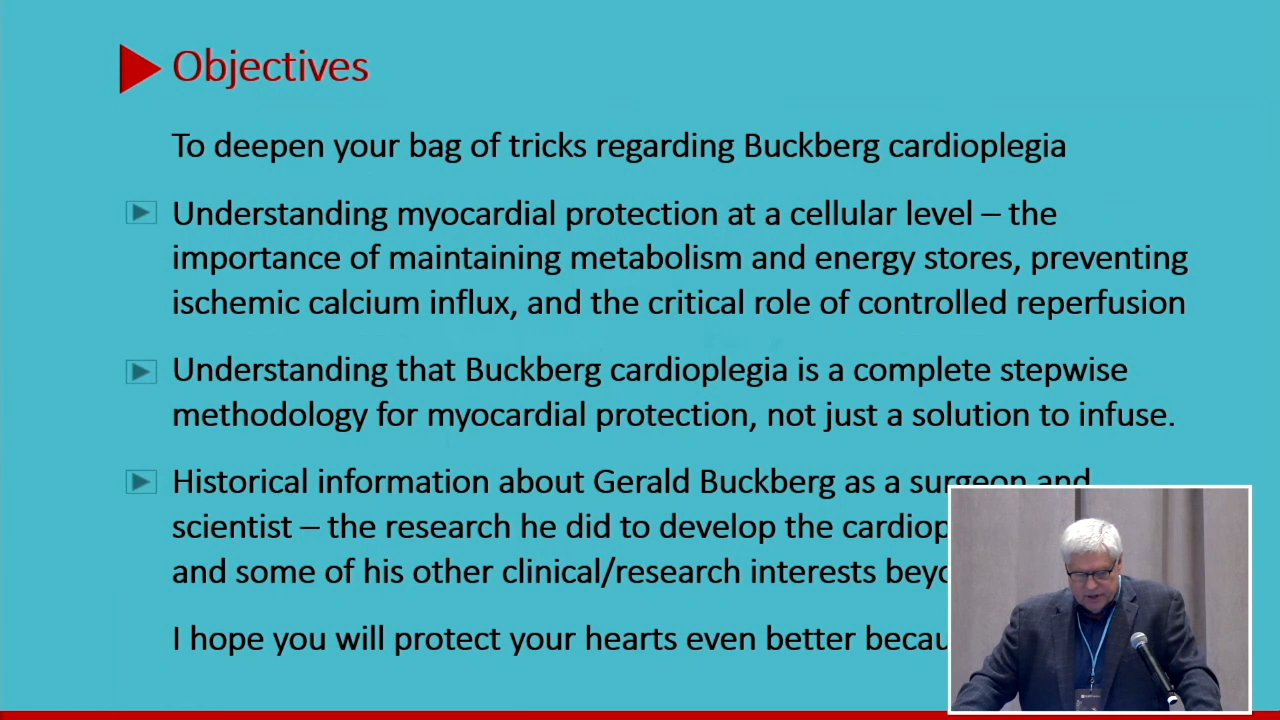 Objectives
To deepen your bag of tricks regarding Buckberg cardioplegia
Understanding myocardial protection at a cellular level – the
importance of maintaining metabolism and energy stores, preventing
ischemic calcium influx, and the critical role of controlled reperfusion
Understanding that Buckberg cardioplegia is a complete stepwise
methodology for myocardial protection, not just a solution to infuse.
Historical information about Gerald Buckberg as a surgeon and
scientist – the research he did to develop the
and some of his other clinical/research interests
I hope you will protect your hearts even better